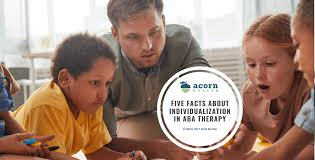 acorn
HEALTH
FIVE FACTS ABOUT
INDIVIDUALIZATION
IN ABA THERAPY